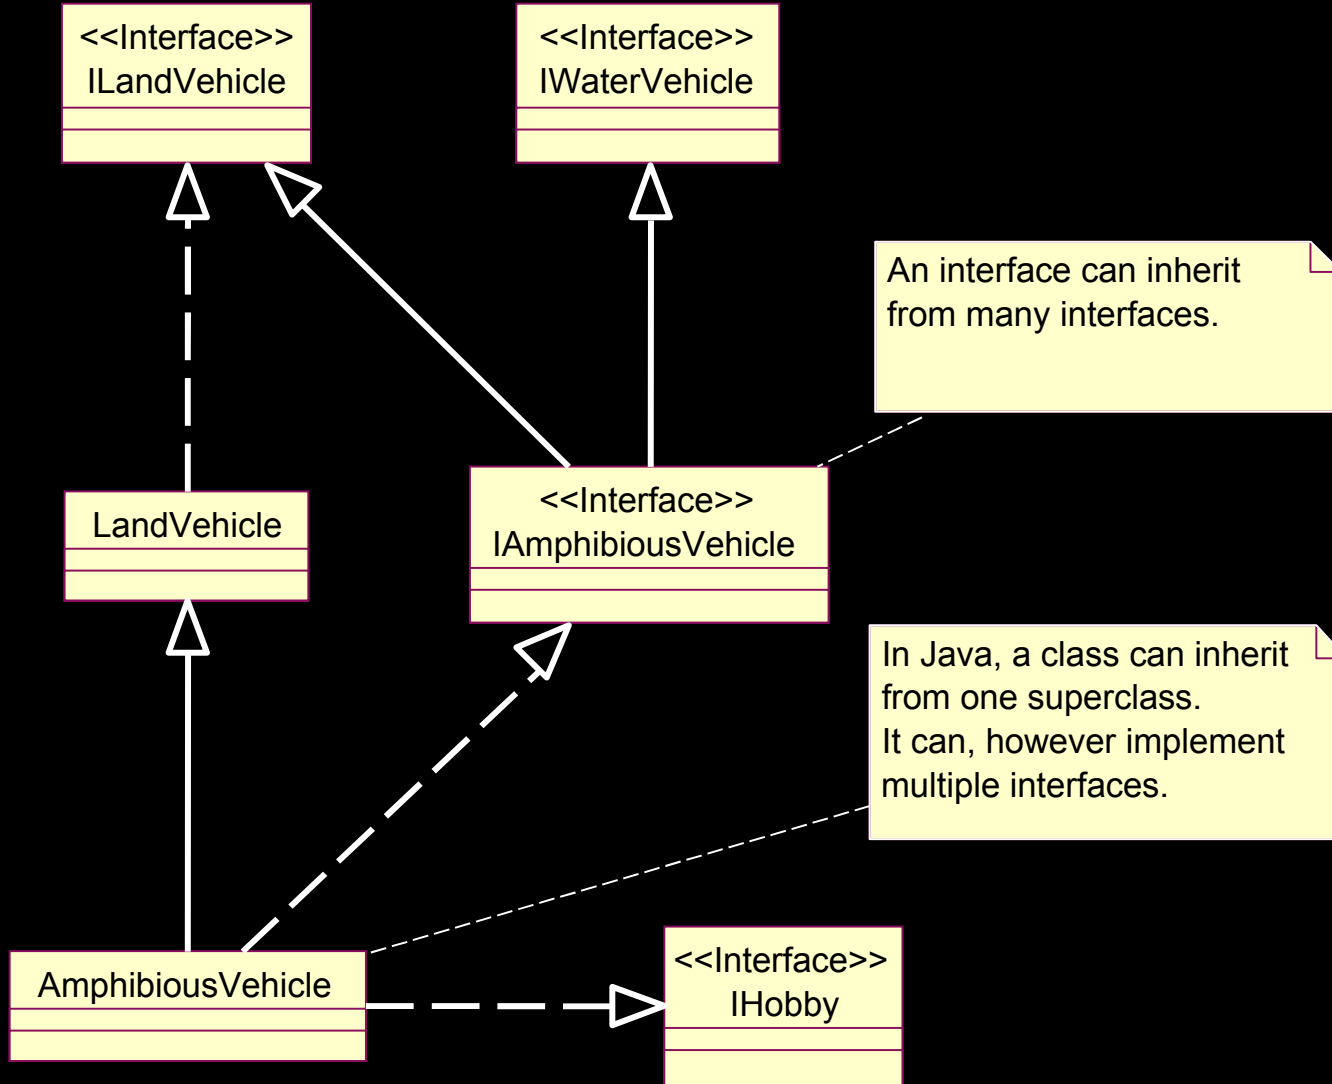 <<Interface>>
ILandVehicle
<<Interface>>
IWaterVehicle
An interface can inherit
from many interfaces.
LandVehicle
<<Interface>>
IAmphibiousVehicle
In Java, a class can inherit
from one superclass.
It can, however implement
multiple interfaces.
AmphibiousVehicle
<<Interface>>
IHobby